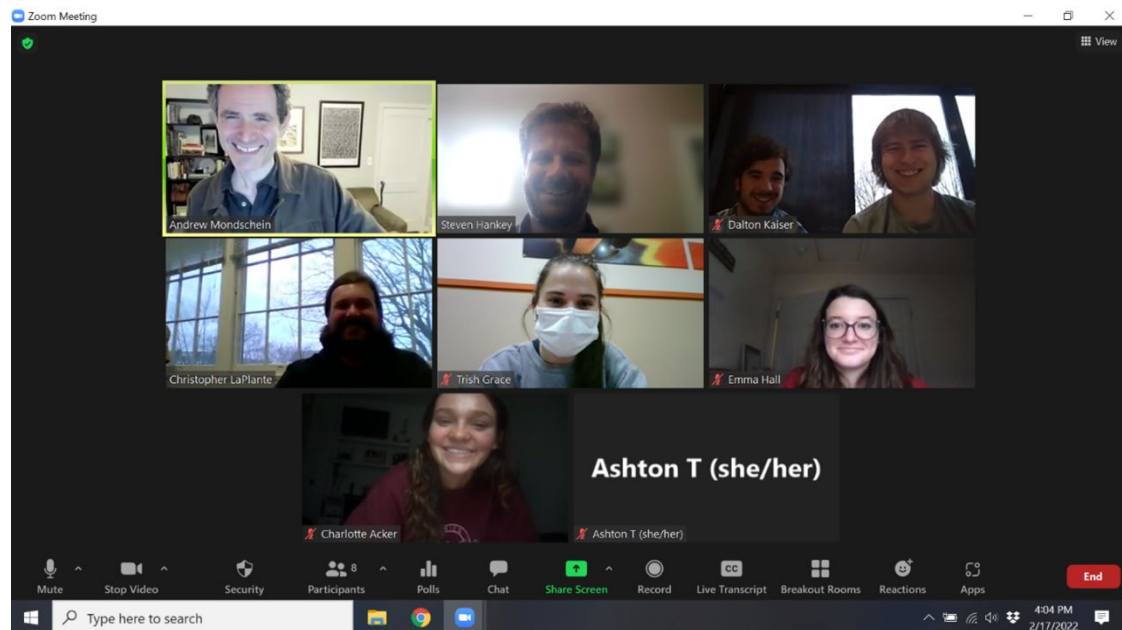 Zoom Meeting
View
Andrew Mondschein
Steven Hankey
Dalton Kaiser
Christopher LaPlante
Trish Grace
Emma Hall
Ashton T (she/her)
Charlotte Acker
Ashton T (she/her)
8
CC
Mute
Stop Video
Security
Participants
Polls
Chat
Share Screen
Record
Live Transcript
Breakout Rooms
Reactions
Apps
End
Type here to search
4:04 PM
2/17/2022